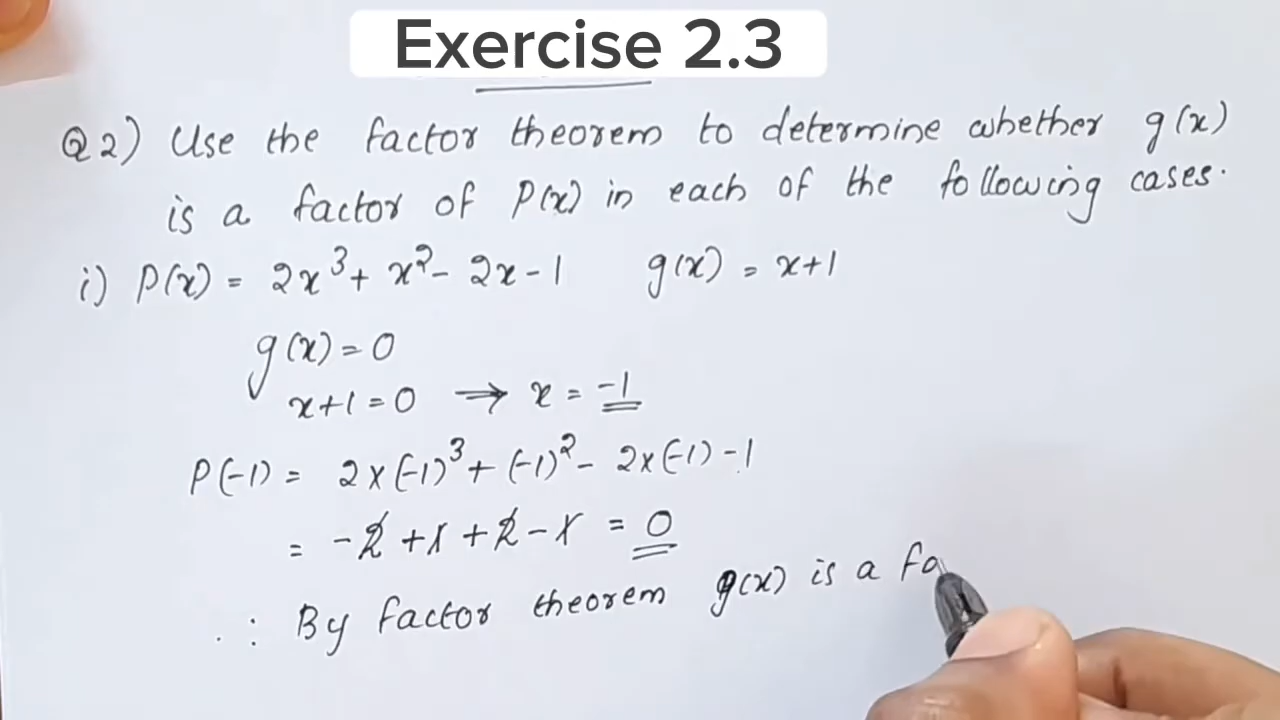 Exercise 2.3
Q2) Use the factor theorem to determine whether g(x)
is a factor of P(x) in each of the following cases.
i) P(x) = 2x³ + x² - 2x - 1 g(x) = x+1
g(x) = 0
x+1 = 0 → x = -1
P(-1) = 2×(-1)³ + (-1)² - 2×(-1) - 1
= -2 + 1 + 2 - 1 = 0
∴ By factor theorem g(x) is a fa